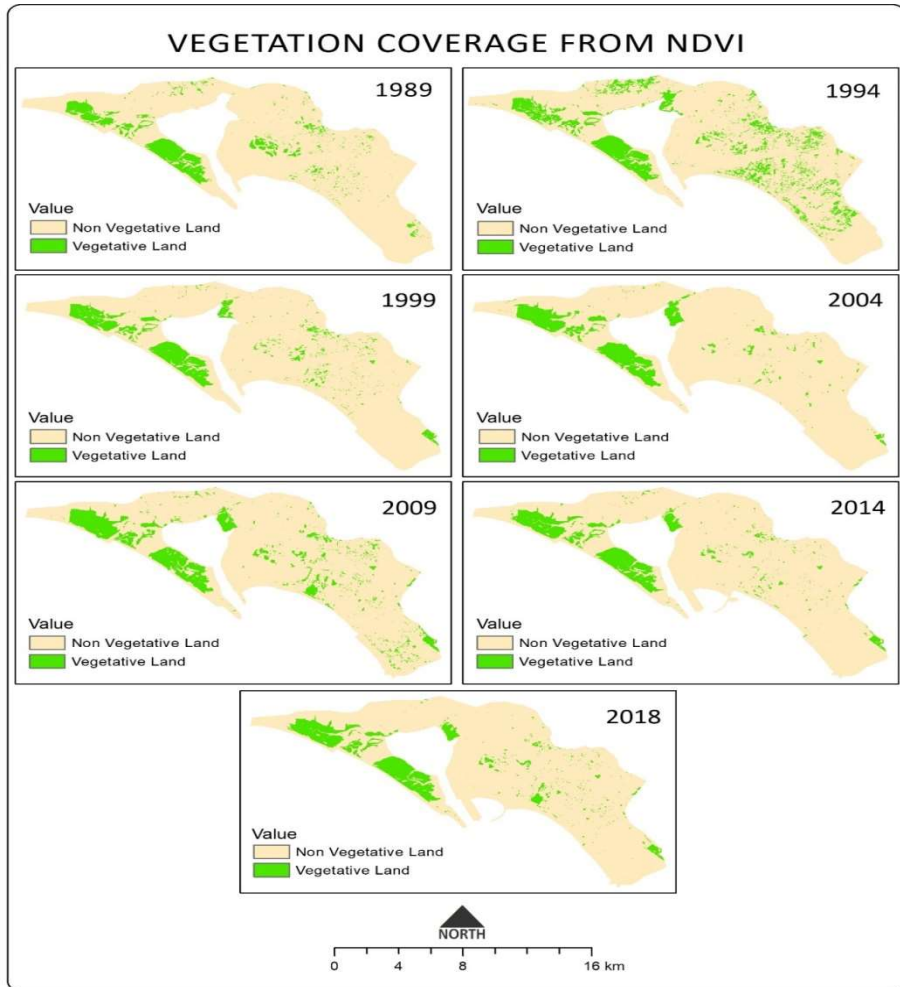 VEGETATION COVERAGE FROM NDVI
1989
Value
Non Vegetative Land
Vegetative Land
1994
Value
Non Vegetative Land
Vegetative Land
1999
Value
Non Vegetative Land
Vegetative Land
2004
Value
Non Vegetative Land
Vegetative Land
2009
Value
Non Vegetative Land
Vegetative Land
2014
Value
Non Vegetative Land
Vegetative Land
2018
Value
Non Vegetative Land
Vegetative Land
NORTH
0 4 8 16 km